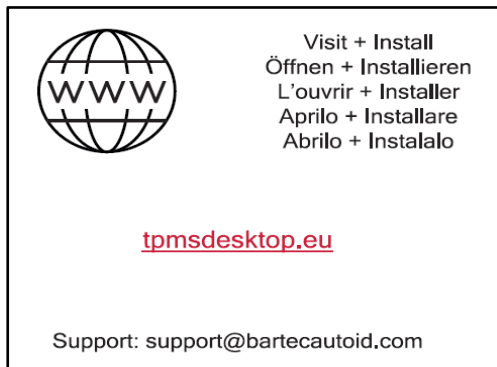 WWW
Visit + Install
Öffnen + Installieren
L'ouvrir + Installer
Aprilo + Installare
Abrilo + Instalalo
tpmsdesktop.eu
Support: support@bartecautoid.com